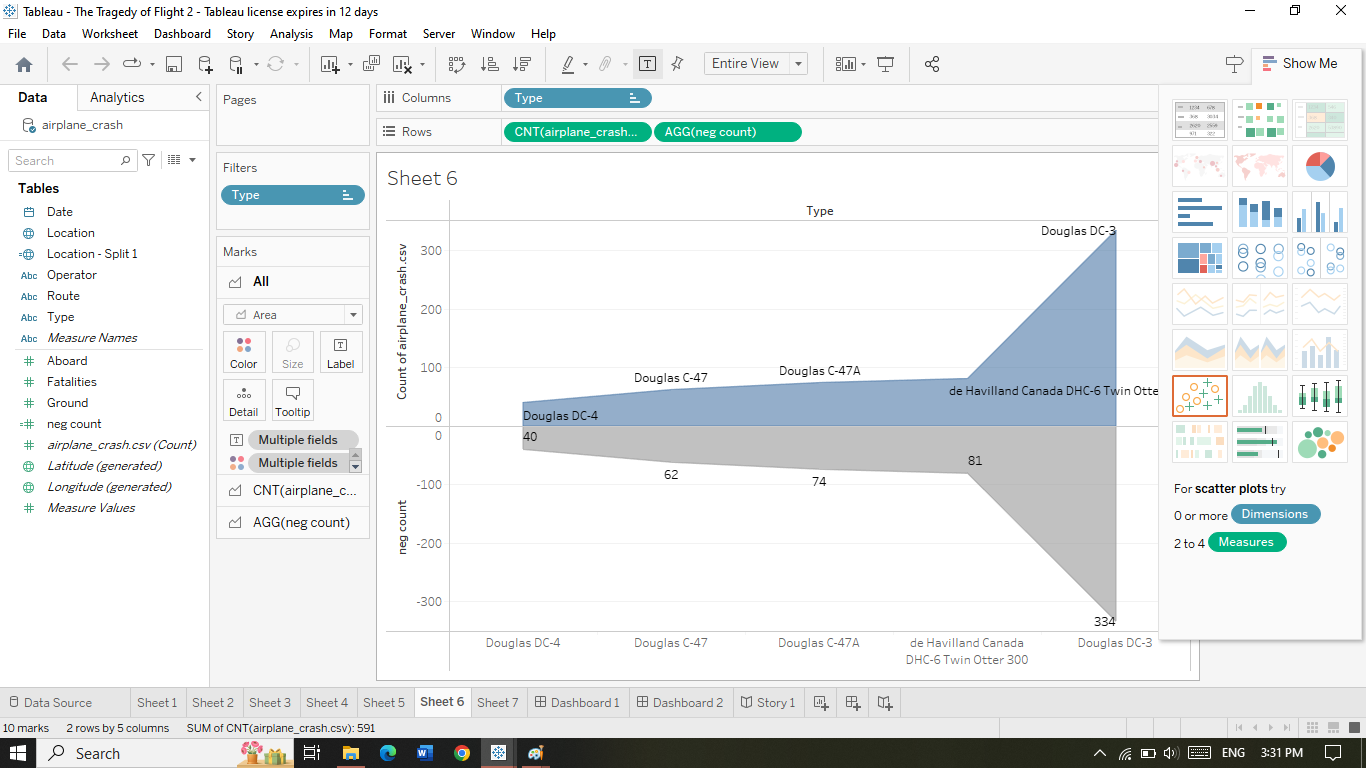 Tableau - The Tragedy of Flight 2 - Tableau license expires in 12 days
File Data Worksheet Dashboard Story Analysis Map Format Server Window Help
Entire View
Show Me
Data Analytics
airplane_crash
Search
Tables
Date
Location
=Location - Split 1
Abc Operator
Abc Route
Abc Type
Abc Measure Names
Aboard
Fatalities
Ground
neg count
airplane_crash.csv (Count)
Latitude (generated)
Longitude (generated)
Measure Values
Pages
Filters
Type
Marks
All
Area
Color Size Label
Detail Tooltip
Multiple fields
Multiple fields
CNT(airplane_c...
AGG(neg count)
Columns Type
Rows CNT(airplane_crash... AGG(neg count)
Sheet 6
Type
Count of airplane_crash.csv
300
200
100
0
Douglas DC-4
Douglas C-47
Douglas C-47A
de Havilland Canada DHC-6 Twin Otte
Douglas DC-3
neg count
0
-100
-200
-300
40
62
74
81
334
Douglas DC-4 Douglas C-47 Douglas C-47A de Havilland Canada Douglas DC-3
DHC-6 Twin Otter 300
For scatter plots try
0 or more Dimensions
2 to 4 Measures
Data Source Sheet 1 Sheet 2 Sheet 3 Sheet 4 Sheet 5 Sheet 6 Sheet 7 Dashboard 1 Dashboard 2 Story 1
10 marks 2 rows by 5 columns SUM of CNT(airplane_crash.csv): 591
Search
ENG 3:31 PM